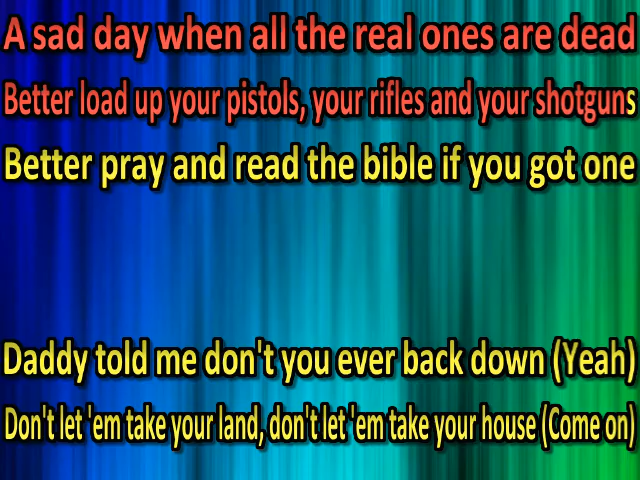 A sad day when all the real ones are dead
Better load up your pistols, your rifles and your shotguns
Better pray and read the bible if you got one
Daddy told me don't you ever back down (Yeah)
Don't let 'em take your land, don't let 'em take your house (Come on)